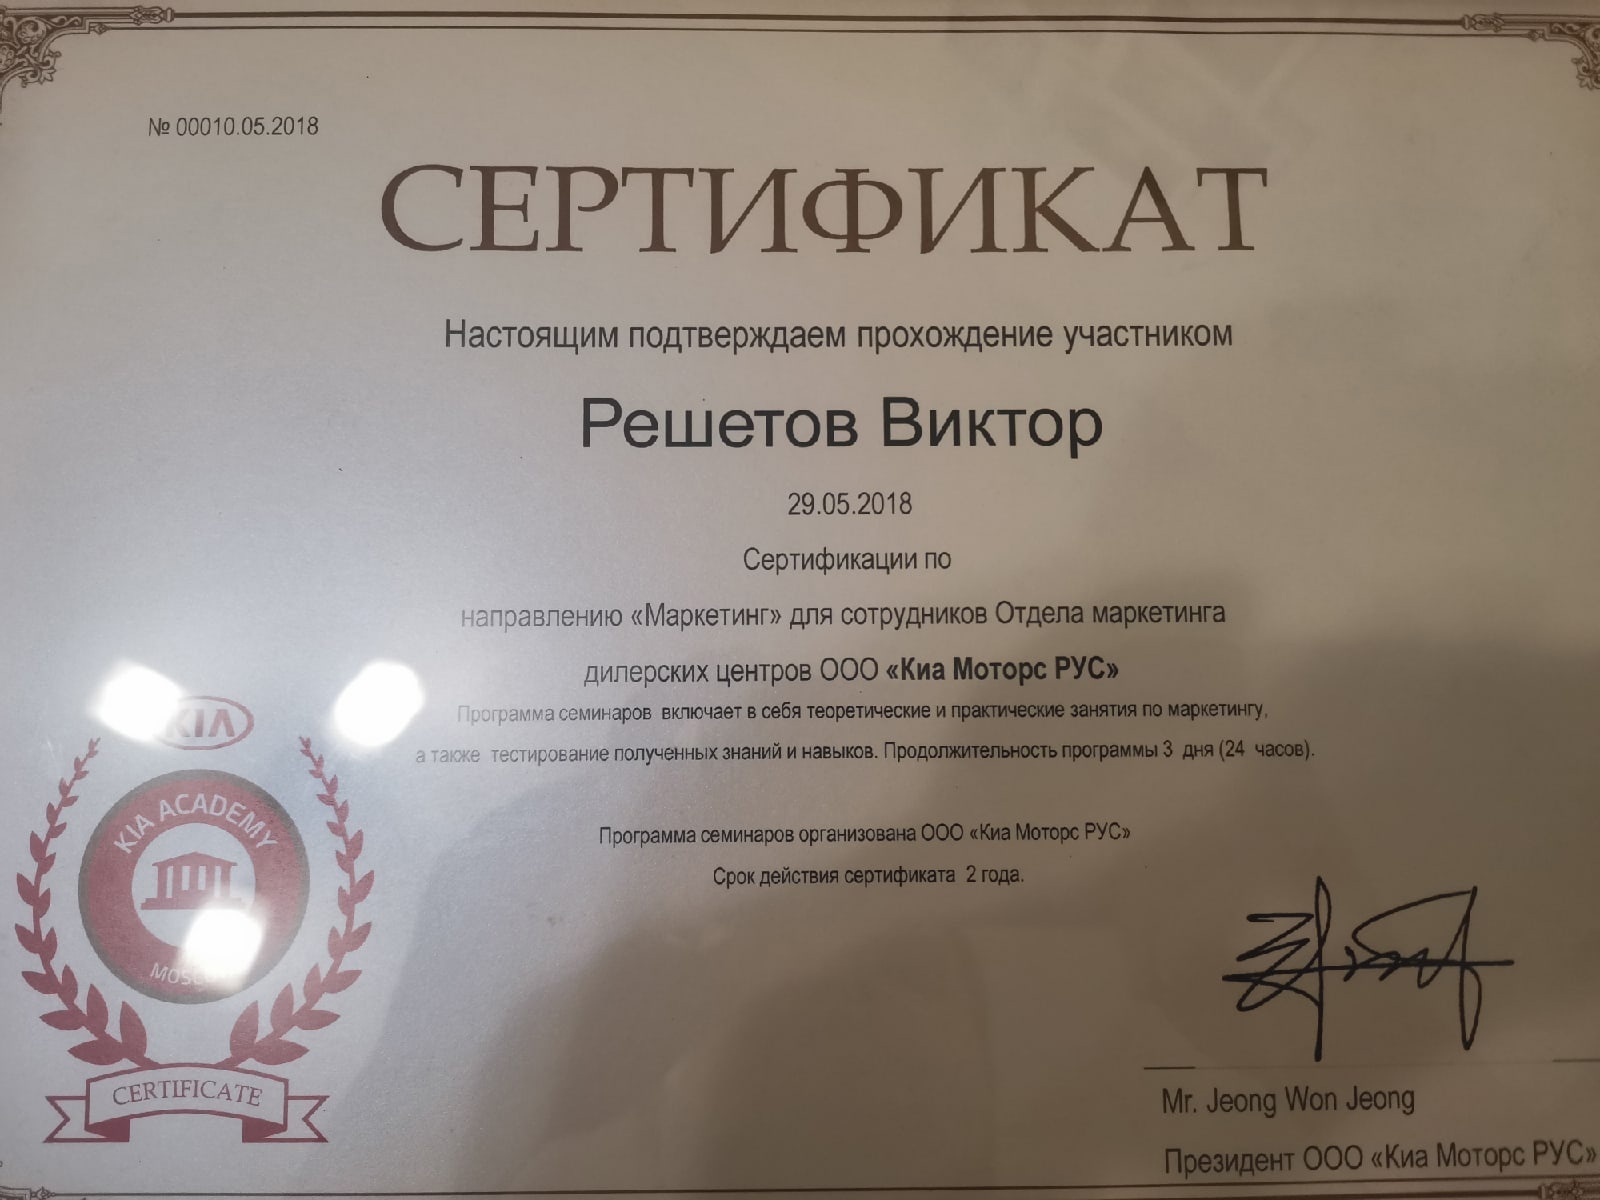 № 00010.05.2018
СЕРТИФИКАТ
Настоящим подтверждаем прохождение участником
Решетов Виктор
29.05.2018
Сертификации по
направлению «Маркетинг» для сотрудников Отдела маркетинга
дилерских центров ООО «Киа Моторс РУС»
Программа семинаров включает в себя теоретические и практические занятия по маркетингу,
а также тестирование полученных знаний и навыков. Продолжительность программы 3 дня (24 часов).
Программа семинаров организована ООО «Киа Моторс РУС»
Срок действия сертификата 2 года.
KIA
KIA ACADEMY
CERTIFICATE
Mr. Jeong Won Jeong
Президент ООО «Киа Моторс РУС»